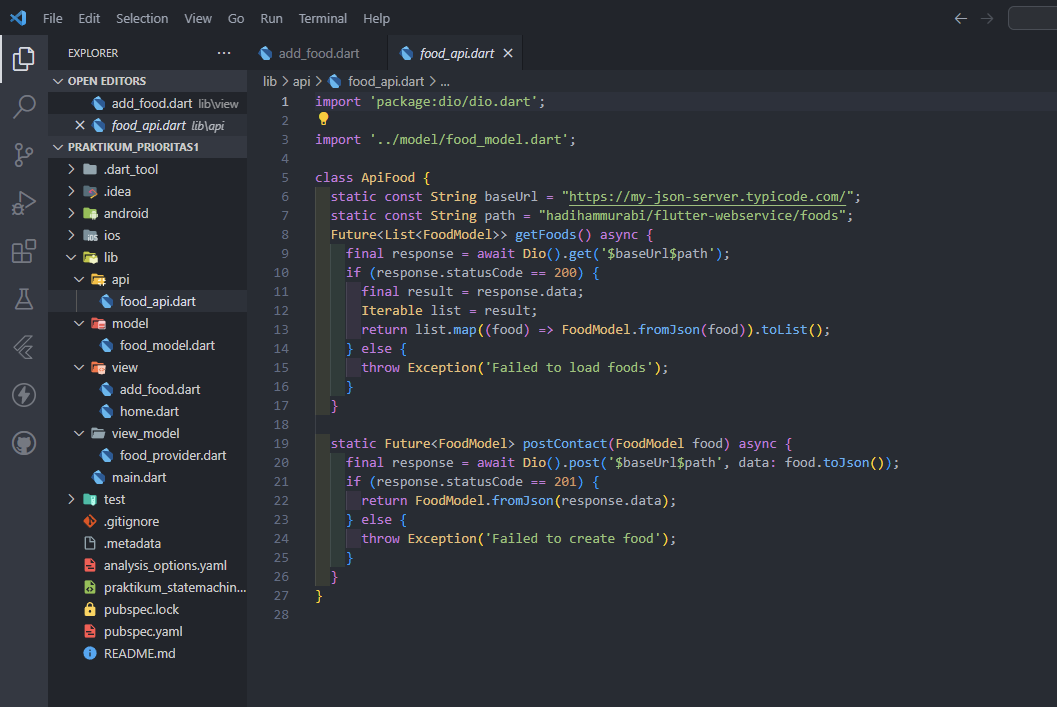 File Edit Selection View Go Run Terminal Help
EXPLORER ...
OPEN EDITORS
add_food.dart lib\view
food_api.dart lib\api
PRAKTIKUM_PRIORITAS1
.dart_tool
.idea
android
ios
lib
api
food_api.dart
model
food_model.dart
view
add_food.dart
home.dart
view_model
food_provider.dart
main.dart
test
.gitignore
.metadata
analysis_options.yaml
praktikum_statemachin...
pubspec.lock
pubspec.yaml
README.md
add_food.dart food_api.dart
lib > api > food_api.dart > ...
1 import 'package:dio/dio.dart';
2
3 import '../model/food_model.dart';
4
5 class ApiFood {
6 static const String baseUrl = "https://my-json-server.typicode.com/";
7 static const String path = "hadihammurabi/flutter-webservice/foods";
8 Future<List<FoodModel>> getFoods() async {
9 final response = await Dio().get('$baseUrl$path');
10 if (response.statusCode == 200) {
11 final result = response.data;
12 Iterable list = result;
13 return list.map((food) => FoodModel.fromJson(food)).toList();
14 } else {
15 throw Exception('Failed to load foods');
16 }
17 }
18
19 static Future<FoodModel> postContact(FoodModel food) async {
20 final response = await Dio().post('$baseUrl$path', data: food.toJson());
21 if (response.statusCode == 201) {
22 return FoodModel.fromJson(response.data);
23 } else {
24 throw Exception('Failed to create food');
25 }
26 }
27 }
28